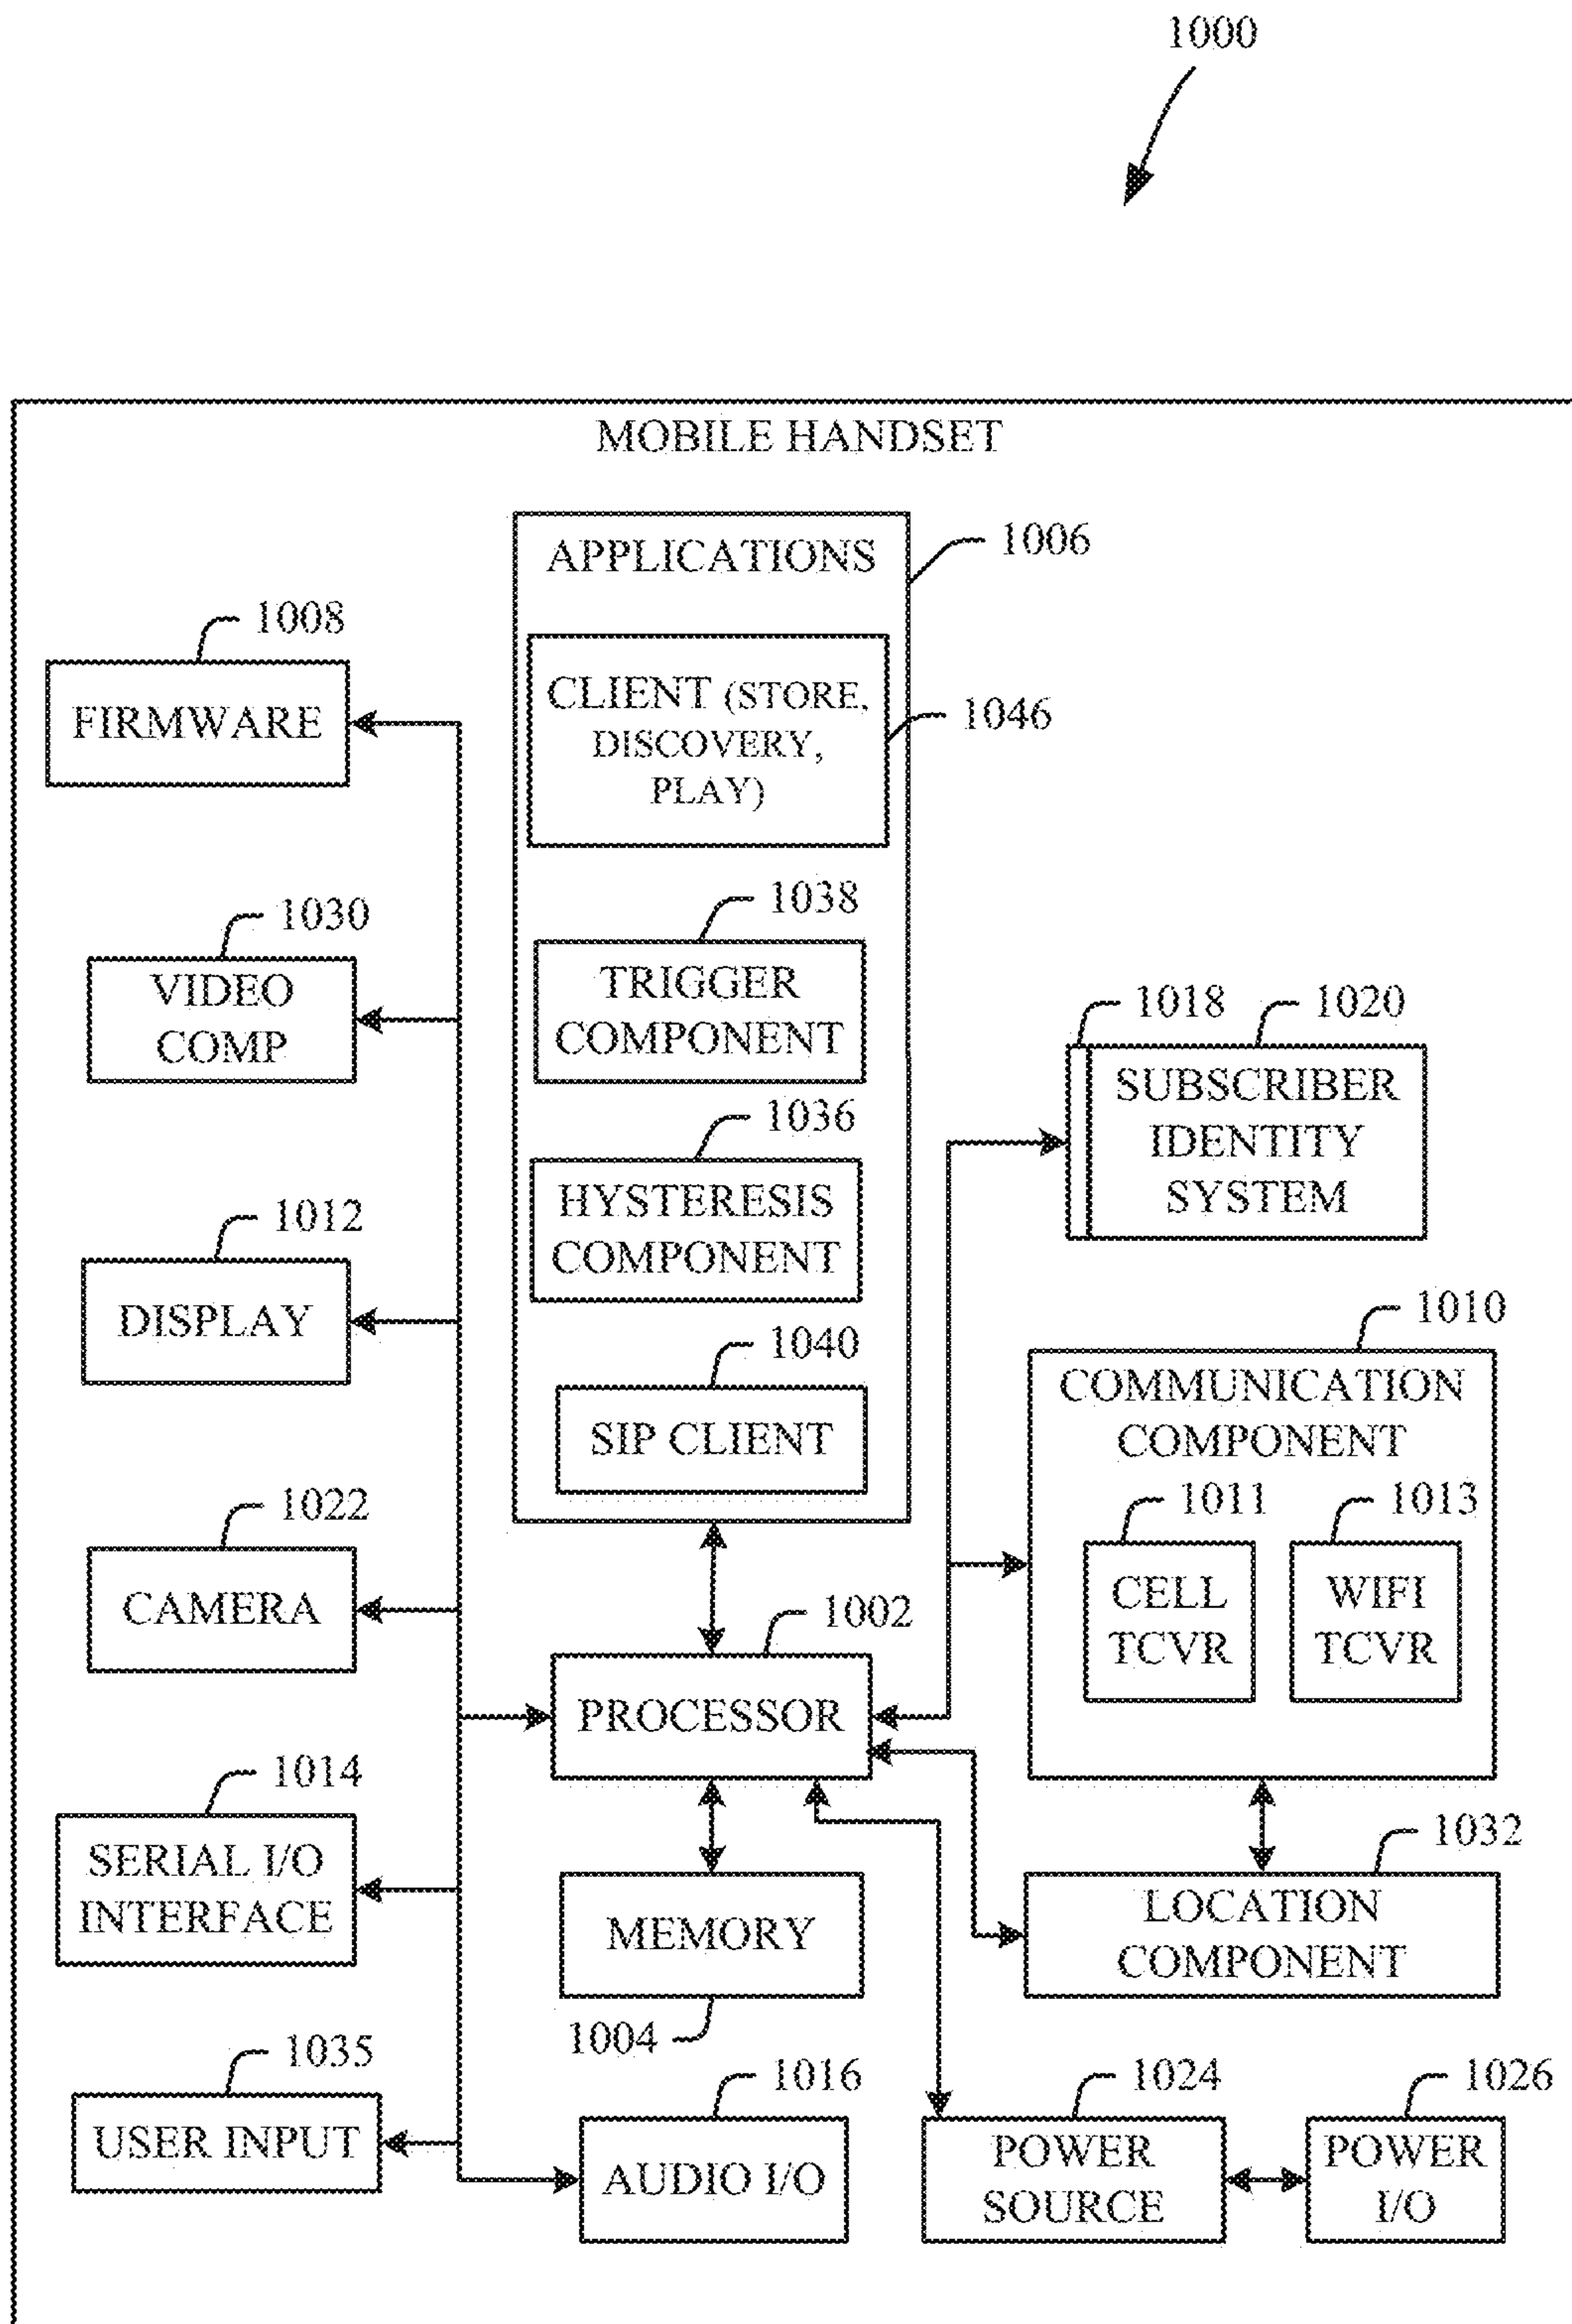 1000
MOBILE HANDSET
APPLICATIONS
1006
1008
FIRMWARE
CLIENT (STORE,
DISCOVERY,
PLAY)
1046
1030
VIDEO
COMP
1038
TRIGGER
COMPONENT
1018
1020
SUBSCRIBER
IDENTITY
SYSTEM
1036
HYSTERESIS
COMPONENT
1012
DISPLAY
1040
SIP CLIENT
1010
COMMUNICATION
COMPONENT
1011
CELL
TCVR
1013
WIFI
TCVR
1022
CAMERA
1002
PROCESSOR
1014
SERIAL I/O
INTERFACE
MEMORY
1004
1032
LOCATION
COMPONENT
1035
USER INPUT
1016
AUDIO I/O
1024
POWER
SOURCE
1026
POWER
I/O